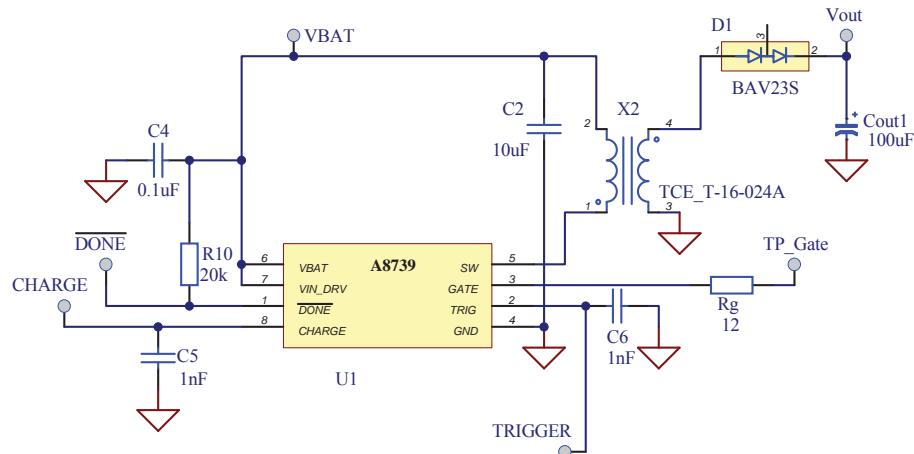 D1
Vout
VBAT
3
1
2
BAV23S
C4
C2
X2
2
4
Cout1
+
100uF
10uF
0.1uF
TCE_T-16-024A
1
3
DONE
R10
20k
TP_Gate
CHARGE
A8739
6
VBAT
SW
5
7
VIN_DRV
GATE
3
1
DONE
TRIG
2
8
CHARGE
GND
4
Rg
12
C5
1nF
C6
1nF
U1
TRIGGER